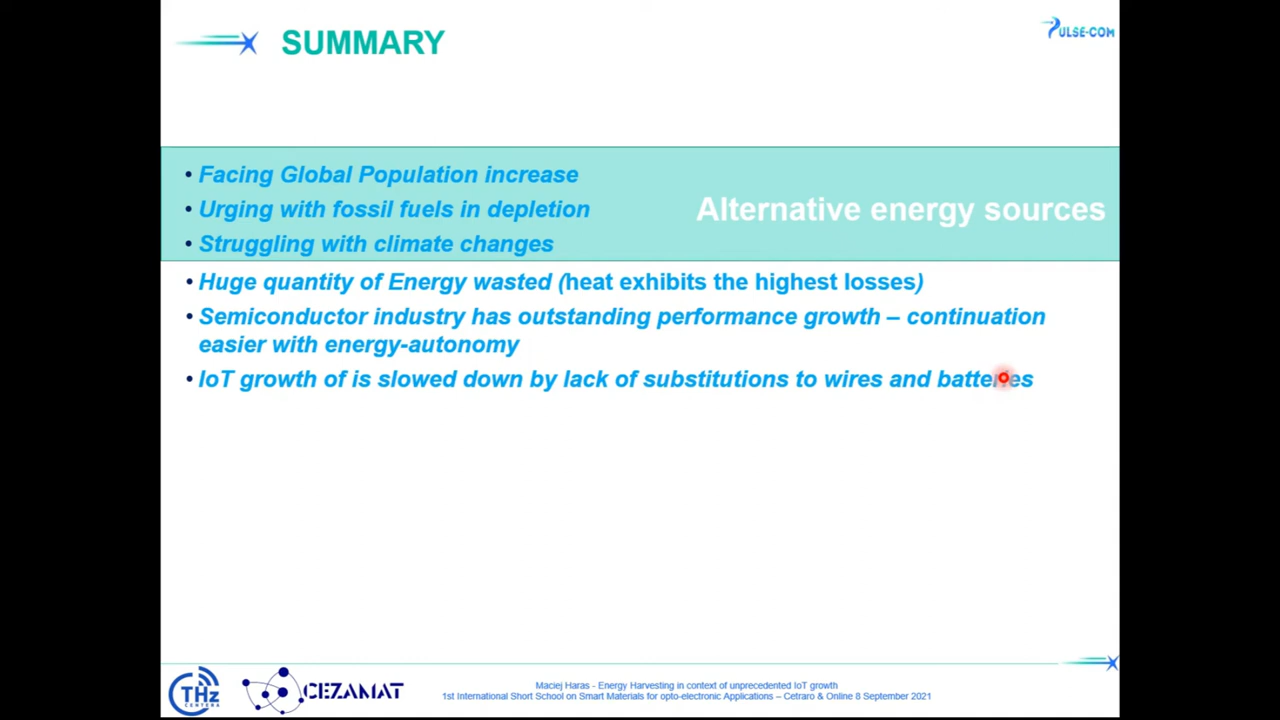 SUMMARY
PULSE-COM
• Facing Global Population increase
• Urging with fossil fuels in depletion
• Struggling with climate changes
Alternative energy sources
• Huge quantity of Energy wasted (heat exhibits the highest losses)
• Semiconductor industry has outstanding performance growth – continuation
easier with energy-autonomy
• IoT growth of is slowed down by lack of substitutions to wires and batteries
THz
CENTERA
CEZAMAT
Maciej Haras - Energy Harvesting in context of unprecedented IoT growth
1st International Short School on Smart Materials for opto-electronic Applications – Cetraro & Online 8 September 2021